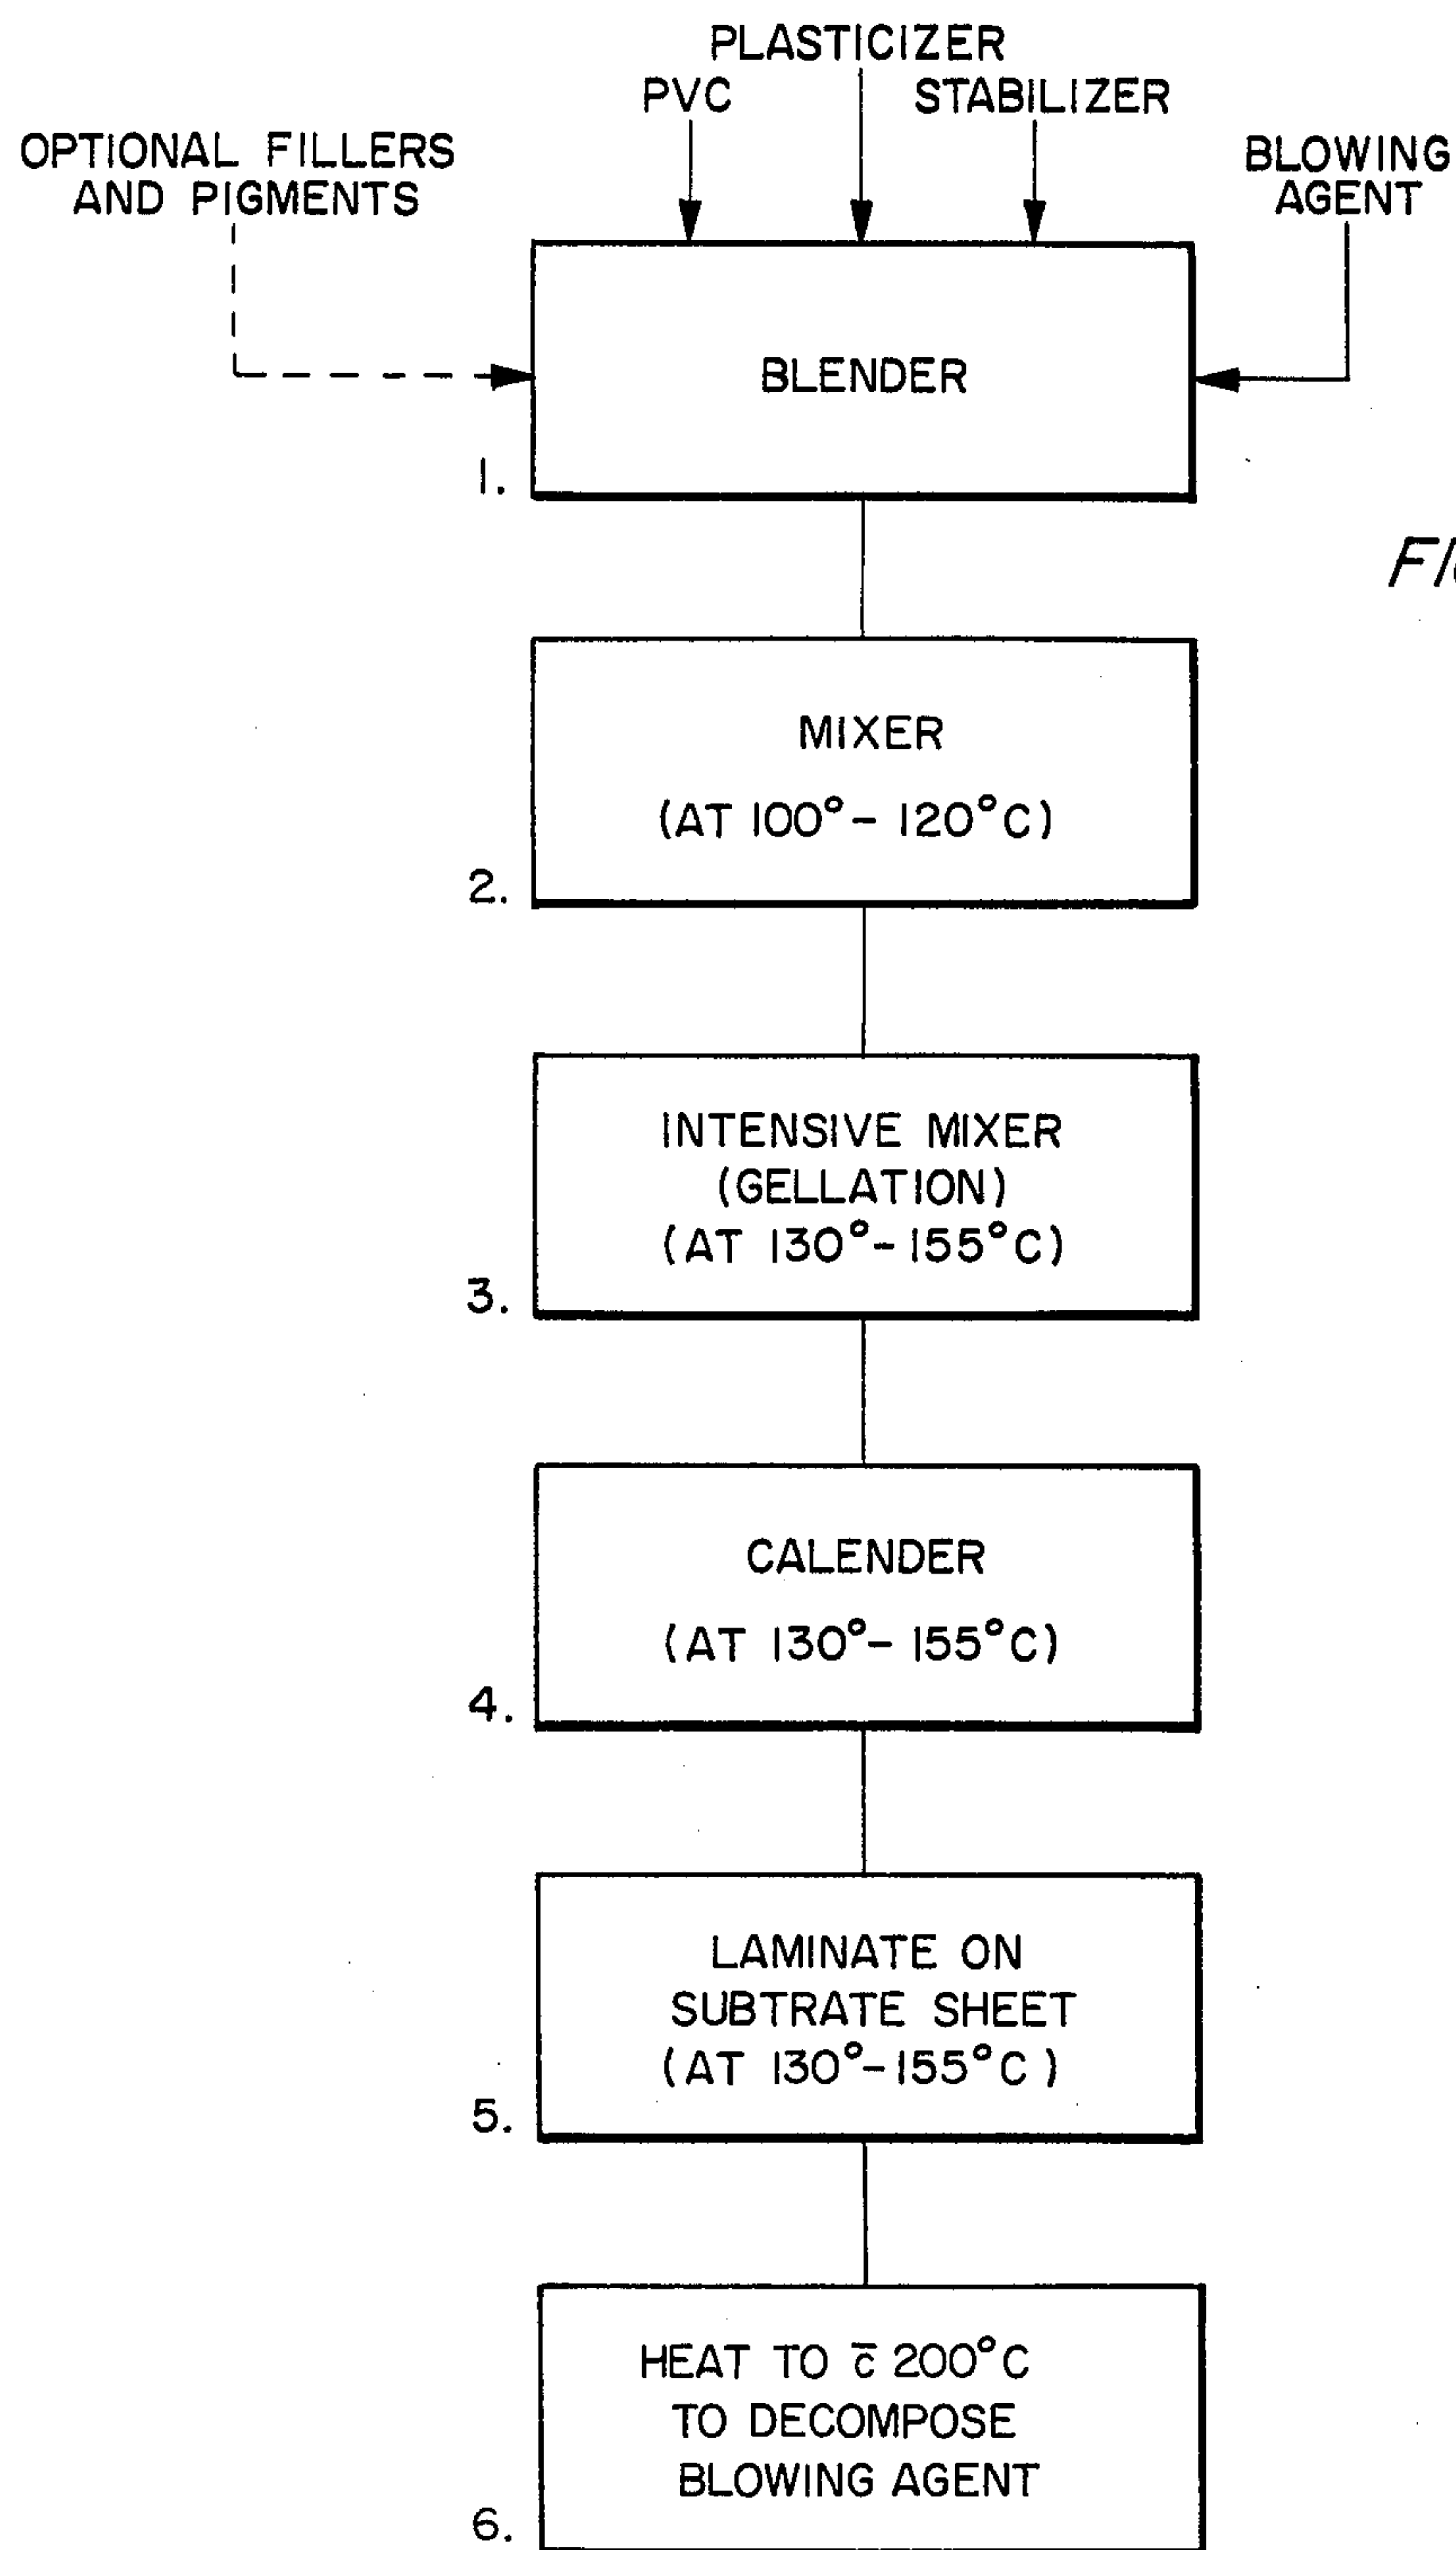 PLASTICIZER
PVC
STABILIZER
OPTIONAL FILLERS
AND PIGMENTS
BLOWING
AGENT
BLENDER
1.
MIXER
(AT 100°- 120°C)
2.
INTENSIVE MIXER
(GELLATION)
(AT 130°-155°C)
3.
CALENDER
(AT 130°- 155°C)
4.
LAMINATE ON
SUBTRATE SHEET
(AT 130°-155°C)
5.
HEAT TO c̄ 200°C
TO DECOMPOSE
BLOWING AGENT
6.